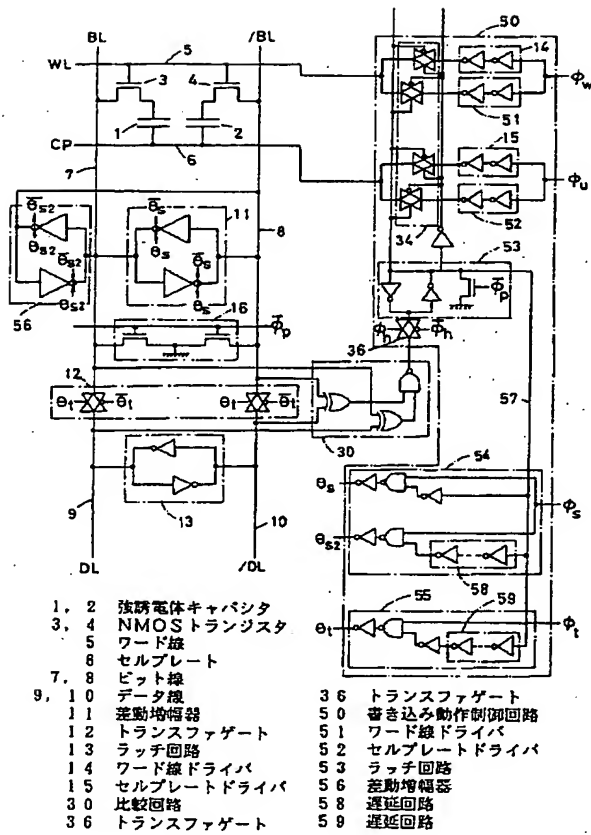 BL
/BL
50
WL
5
14
3
4
φw
1
2
51
CP
6
15
7
φu
θ̄s2
θ̄s
11
8
52
θs2
θs
34
θ̄s2
θ̄s
53
θs2
θs
φ̄p
56
16
φ̄p
φh
φ̄h
36
57
12
θt
θ̄t
θt
θ̄t
54
30
θs
φs
θs2
9
13
10
58
DL
/DL
55
59
θt
φt
1, 2 強誘電体キャパシタ
3, 4 NMOSトランジスタ
5 ワード線
6 セルプレート
7, 8 ビット線
9, 10 データ線
11 差動増幅器
12 トランスファゲート
13 ラッチ回路
14 ワード線ドライバ
15 セルプレートドライバ
30 比較回路
36 トランスファゲート
36 トランスファゲート
50 書き込み動作制御回路
51 ワード線ドライバ
52 セルプレートドライバ
53 ラッチ回路
56 差動増幅器
58 遅延回路
59 遅延回路